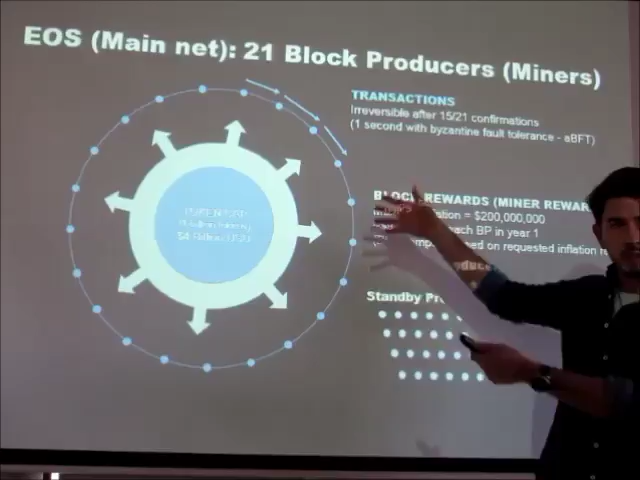 EOS (Main net): 21 Block Producers (Miners)
TRANSACTIONS
Irreversible after 15/21 confirmations
(1 second with byzantine fault tolerance - aBFT)
BLOCK REWARDS (MINER REWAR
= $200,000,000
each BP in year 1
on requested inflation
Standby